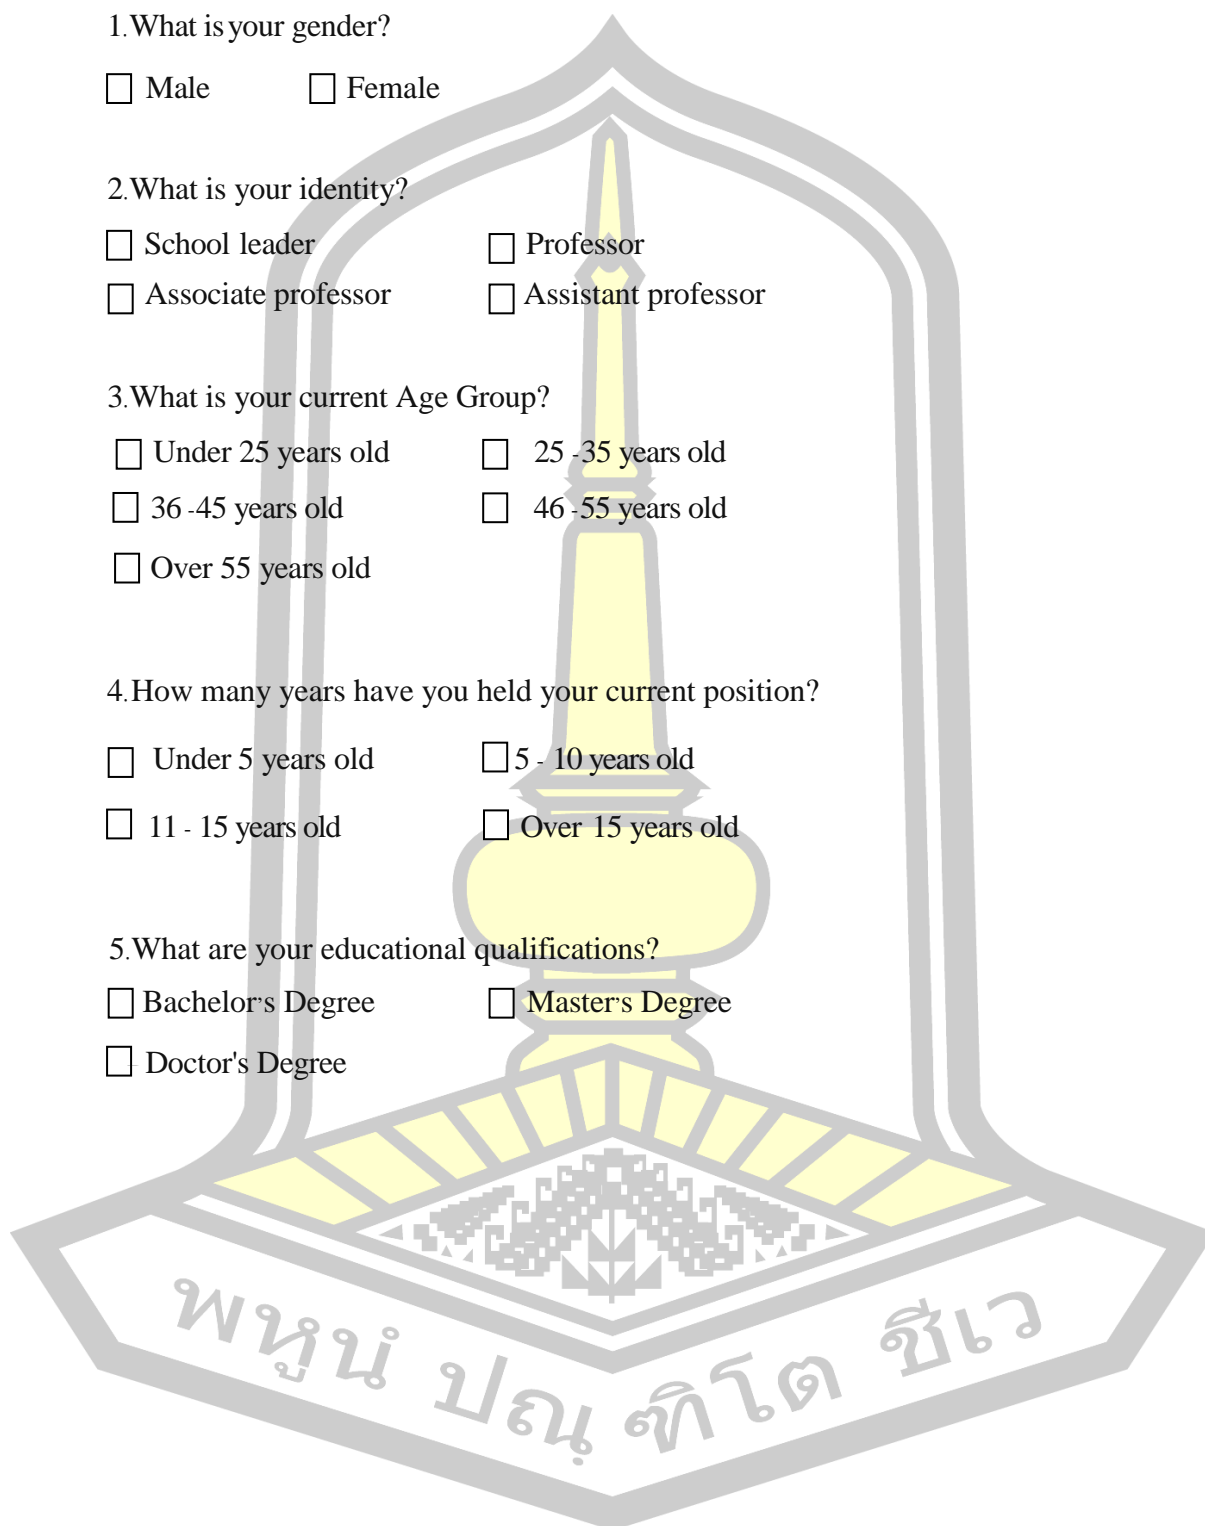 1.What is your gender?
☐ Male ☐ Female
2.What is your identity?
☐ School leader ☐ Professor
☐ Associate professor ☐ Assistant professor
3.What is your current Age Group?
☐ Under 25 years old ☐ 25 -35 years old
☐ 36 -45 years old ☐ 46 -55 years old
☐ Over 55 years old
4.How many years have you held your current position?
☐ Under 5 years old ☐ 5 - 10 years old
☐ 11 - 15 years old ☐ Over 15 years old
5.What are your educational qualifications?
☐ Bachelor’s Degree ☐ Master’s Degree
☐ Doctor's Degree
พหูนํ ปณฺ ฑิโต ชีเว